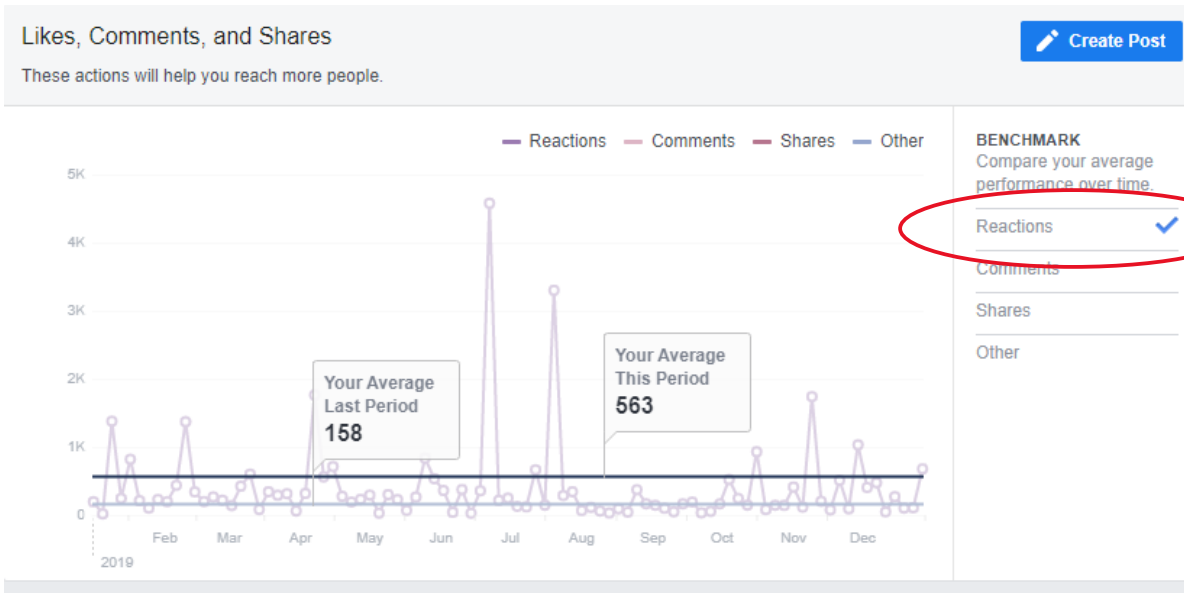 Likes, Comments, and Shares
Create Post
These actions will help you reach more people.
Reactions Comments Shares Other
BENCHMARK
Compare your average
performance over time.
Reactions
Comments
Shares
Other
5K
4K
3K
2K
1K
0
Your Average
Last Period
158
Your Average
This Period
563
Feb Mar Apr May Jun Jul Aug Sep Oct Nov Dec
2019